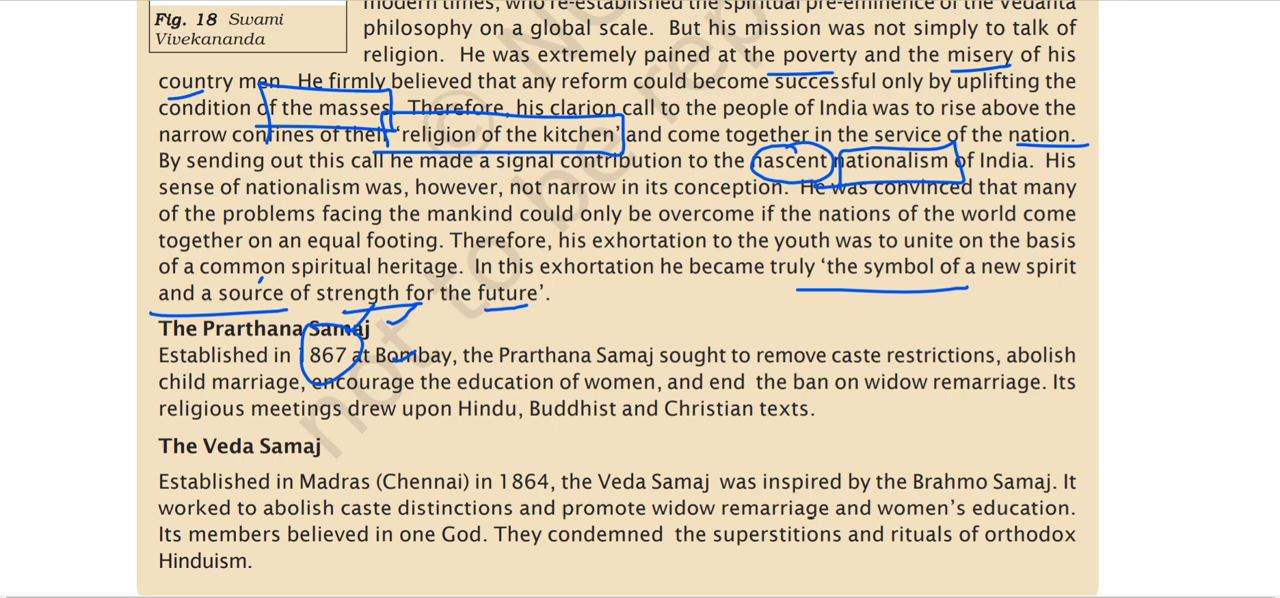 modern times, who re-established the spiritual pre-eminence of the Vedanta
Fig. 18 Swami
Vivekananda
philosophy on a global scale. But his mission was not simply to talk of
religion. He was extremely pained at the poverty and the misery of his
country men. He firmly believed that any reform could become successful only by uplifting the
condition of the masses. Therefore, his clarion call to the people of India was to rise above the
narrow confines of their ‘religion of the kitchen’ and come together in the service of the nation.
By sending out this call he made a signal contribution to the nascent nationalism of India. His
sense of nationalism was, however, not narrow in its conception. He was convinced that many
of the problems facing the mankind could only be overcome if the nations of the world come
together on an equal footing. Therefore, his exhortation to the youth was to unite on the basis
of a common spiritual heritage. In this exhortation he became truly ‘the symbol of a new spirit
and a source of strength for the future’.
The Prarthana Samaj
Established in 1867 at Bombay, the Prarthana Samaj sought to remove caste restrictions, abolish
child marriage, encourage the education of women, and end the ban on widow remarriage. Its
religious meetings drew upon Hindu, Buddhist and Christian texts.
The Veda Samaj
Established in Madras (Chennai) in 1864, the Veda Samaj was inspired by the Brahmo Samaj. It
worked to abolish caste distinctions and promote widow remarriage and women’s education.
Its members believed in one God. They condemned the superstitions and rituals of orthodox
Hinduism.
not to be rep